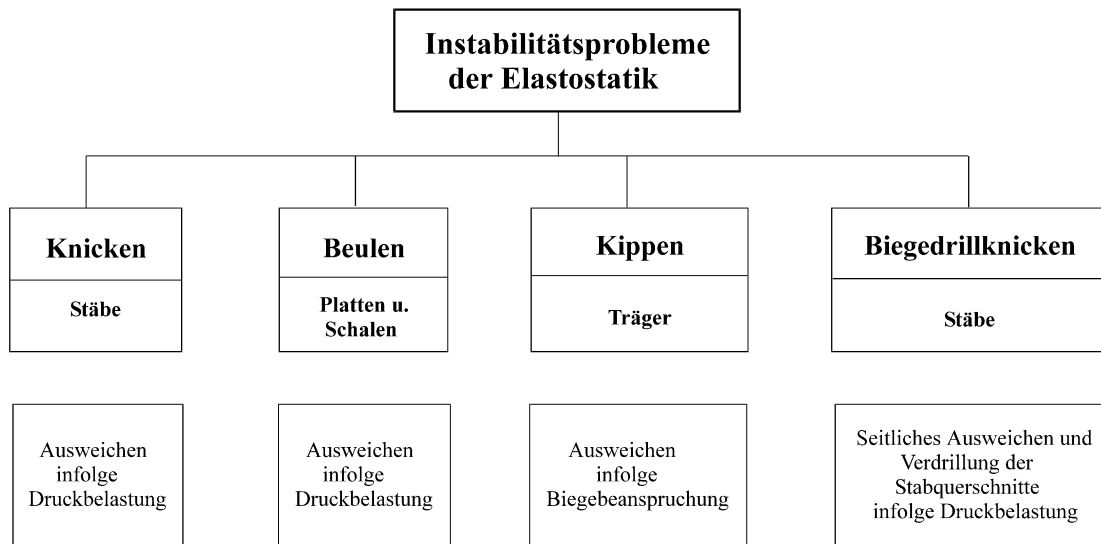 Instabilitätsprobleme
der Elastostatik
Knicken
Stäbe
Beulen
Platten u.
Schalen
Kippen
Träger
Biegedrillknicken
Stäbe
Ausweichen
infolge
Druckbelastung
Ausweichen
infolge
Druckbelastung
Ausweichen
infolge
Biegebeanspruchung
Seitliches Ausweichen und
Verdrillung der
Stabquerschnitte
infolge Druckbelastung